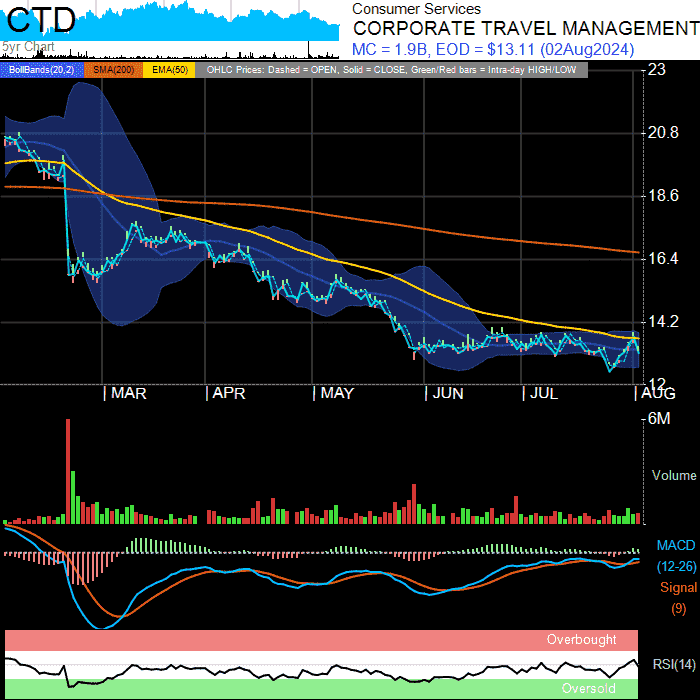 CTD
Consumer Services
CORPORATE TRAVEL MANAGEMENT
MC = 1.9B, EOD = $13.11 (02Aug2024)
5yr Chart
BollBands(20,2) SMA(200) EMA(50) OHLC Prices: Dashed = OPEN, Solid = CLOSE, Green/Red bars = Intra-day HIGH/LOW
23
20.8
18.6
16.4
14.2
12
MAR APR MAY JUN JUL AUG
6M
Volume
MACD
(12-26)
Signal
(9)
Overbought
RSI(14)
Oversold